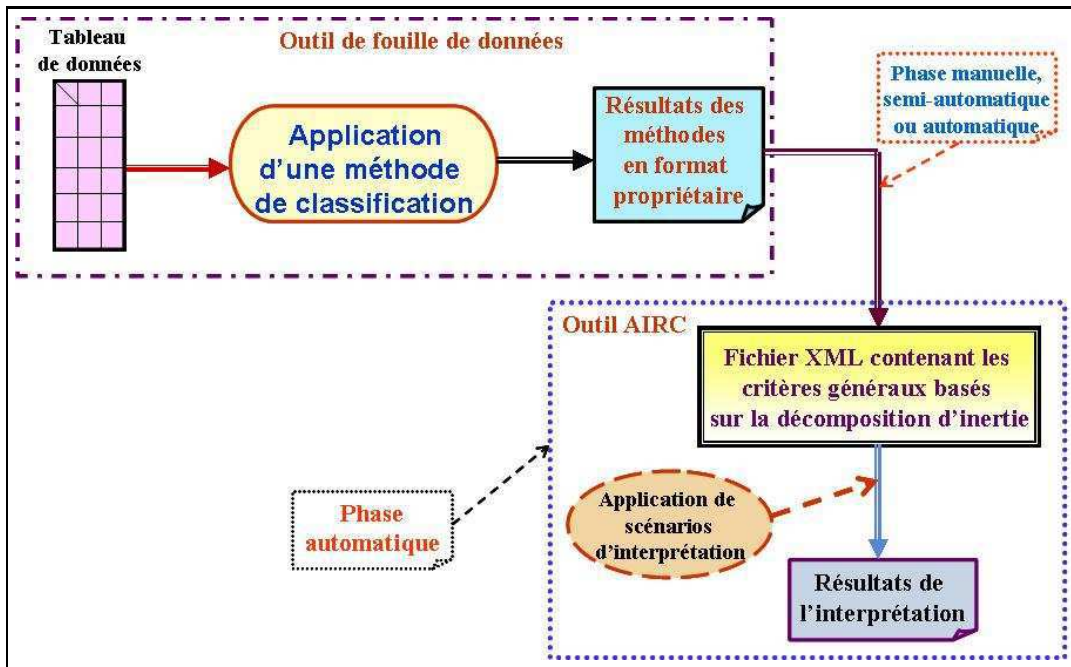 Tableau
de données
Outil de fouille de données
Application
d'une méthode
de classification
Résultats des
méthodes
en format
propriétaire
Phase manuelle,
semi-automatique
ou automatique
Outil AIRC
Fichier XML contenant les
critères généraux basés
sur la décomposition d'inertie
Phase
automatique
Application de
scénarios
d'interprétation
Résultats de
l'interprétation